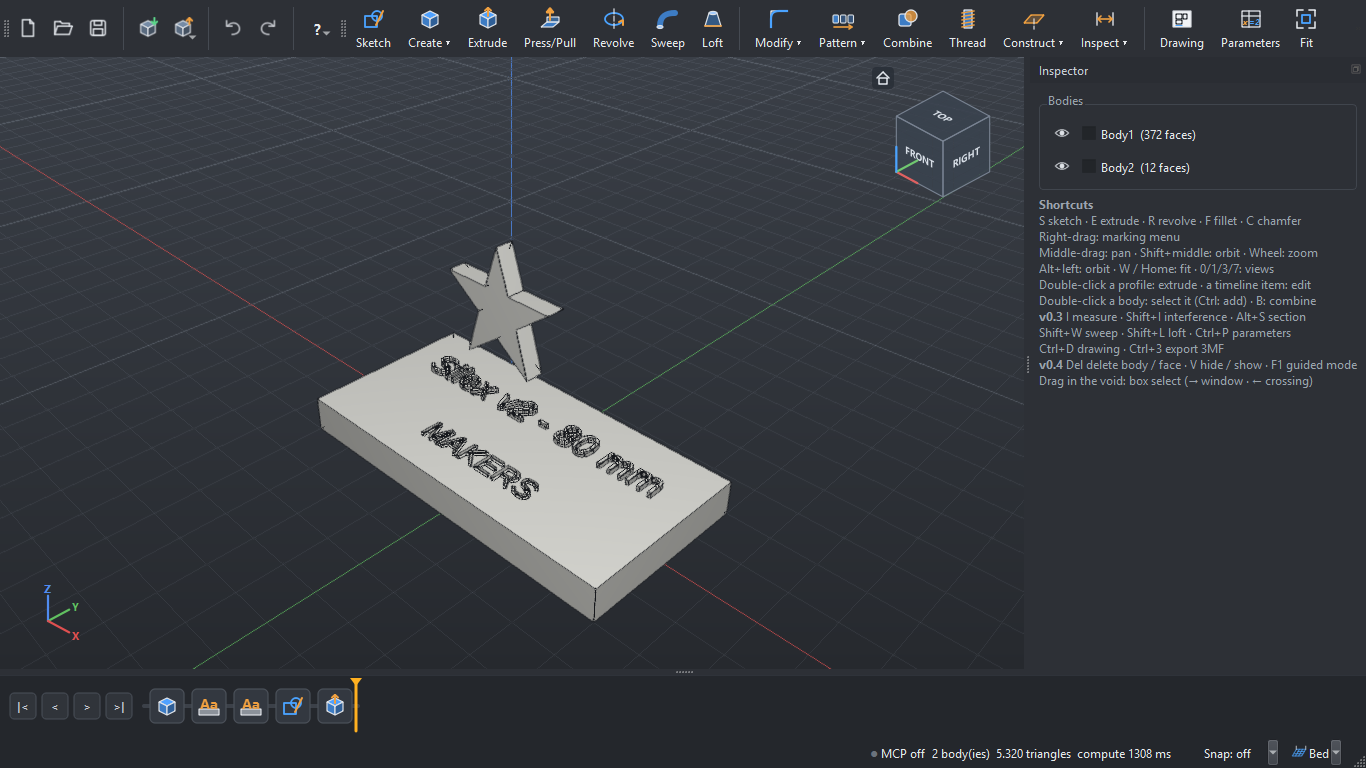 Sketch Create Extrude Press/Pull Revolve Sweep Loft Modify Pattern Combine Thread Construct Inspect Drawing Parameters Fit
?
Inspector
Bodies
Body1 (372 faces)
Body2 (12 faces)
Shortcuts
S sketch · E extrude · R revolve · F fillet · C chamfer
Right-drag: marking menu
Middle-drag: pan · Shift+middle: orbit · Wheel: zoom
Alt+left: orbit · W / Home: fit · 0/1/3/7: views
Double-click a profile: extrude · a timeline item: edit
Double-click a body: select it (Ctrl: add) · B: combine
v0.3 I measure · Shift+I interference · Alt+S section
Shift+W sweep · Shift+L loft · Ctrl+P parameters
Ctrl+D drawing · Ctrl+3 export 3MF
v0.4 Del delete body / face · V hide / show · F1 guided mode
Drag in the void: box select (→ window · ← crossing)
TOP
FRONT
RIGHT
v2 - 80 mm
MAKERS
Z
Y
X
|< < > >|
Aa Aa
MCP off 2 body(ies) 5.320 triangles compute 1308 ms Snap: off Bed